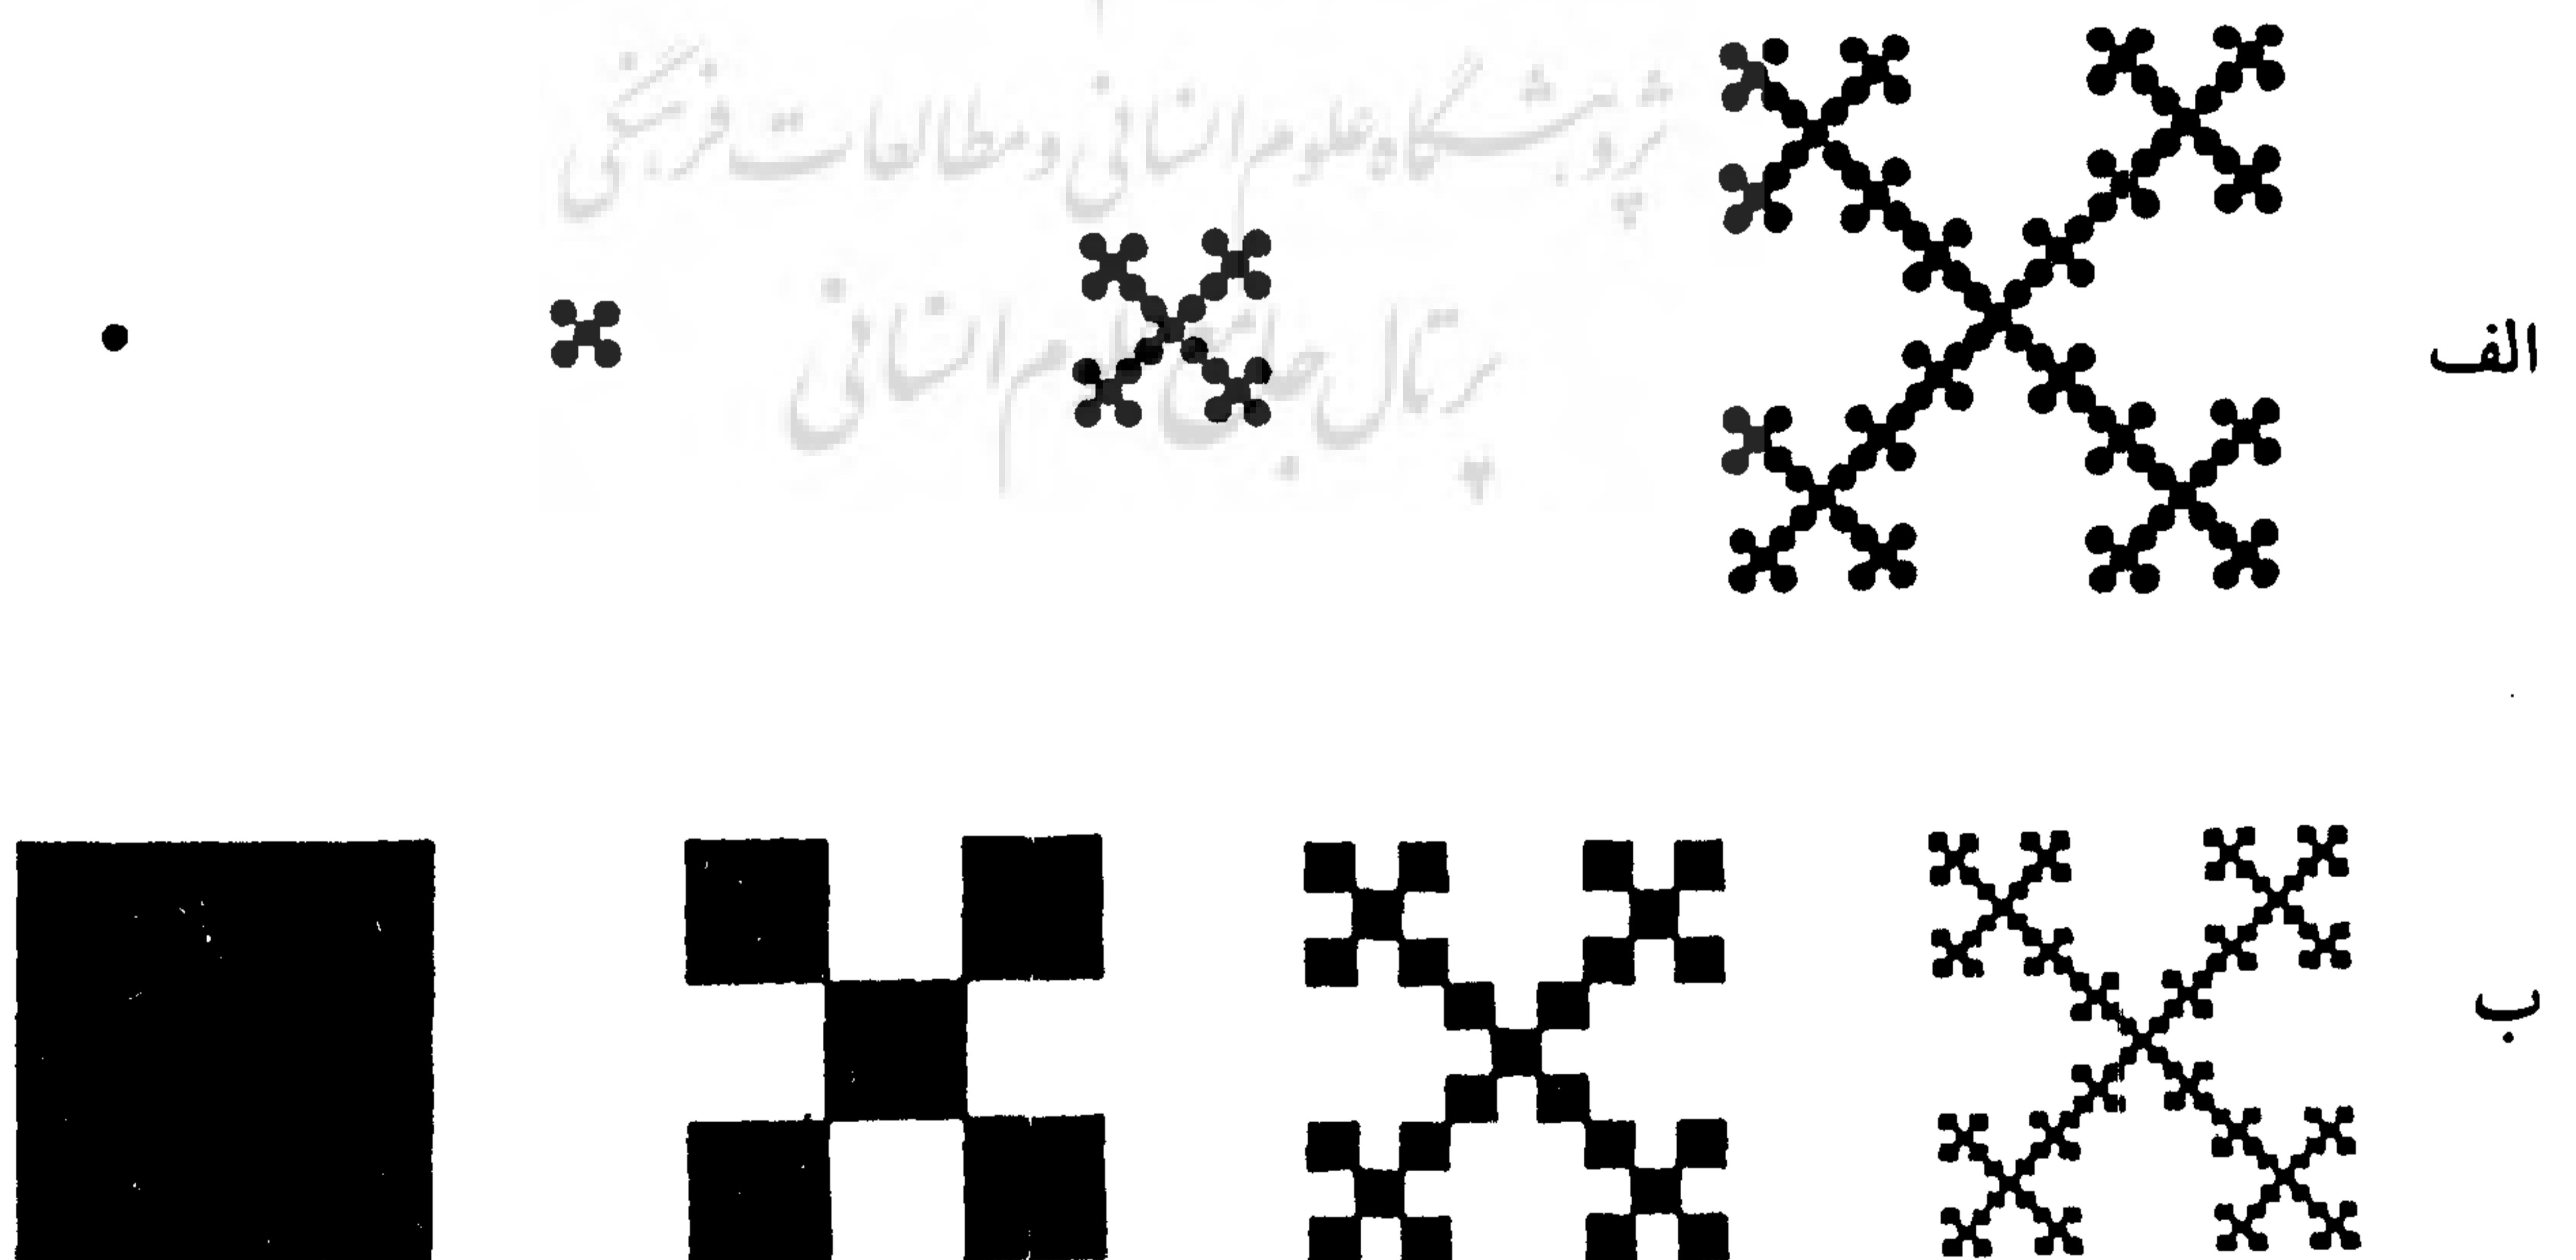 پژوهشگاه علوم انسانی و مطالعات فرهنگی
پرتال جامع علوم انسانی
الف
ب